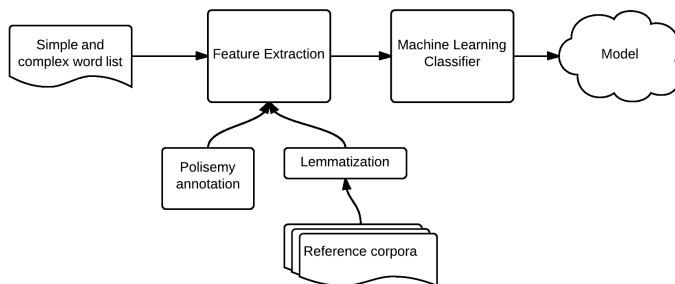 Simple and
complex word list
Feature Extraction
Machine Learning
Classifier
Model
Polisemy
annotation
Lemmatization
Reference corpora